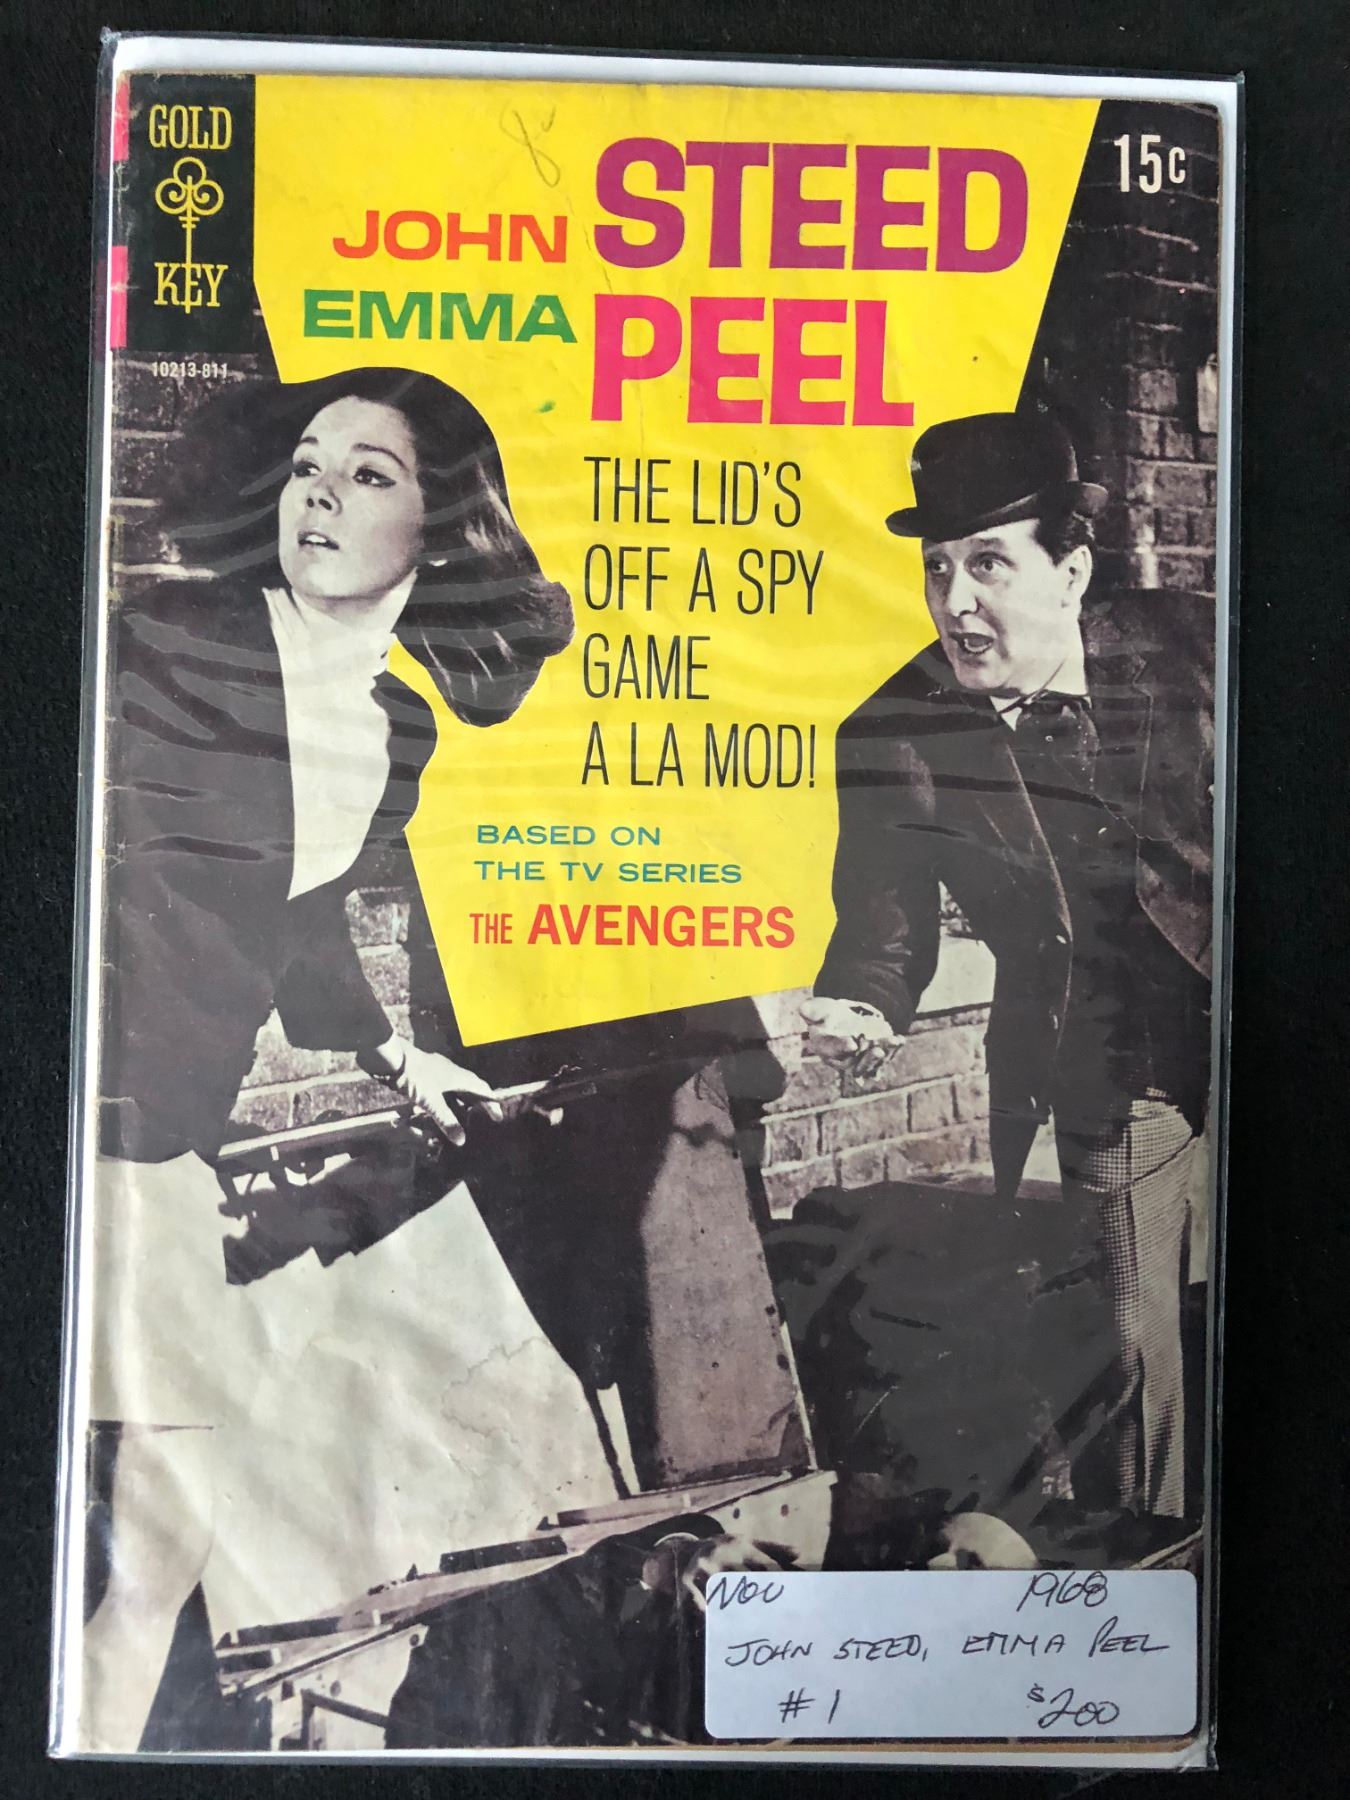 GOLD
KEY
10213-811
15c
JOHN STEED
EMMA PEEL
THE LID'S
OFF A SPY
GAME
A LA MOD!
BASED ON
THE TV SERIES
THE AVENGERS
NOV 1968
JOHN STEED, EMMA PEEL
#1 $200